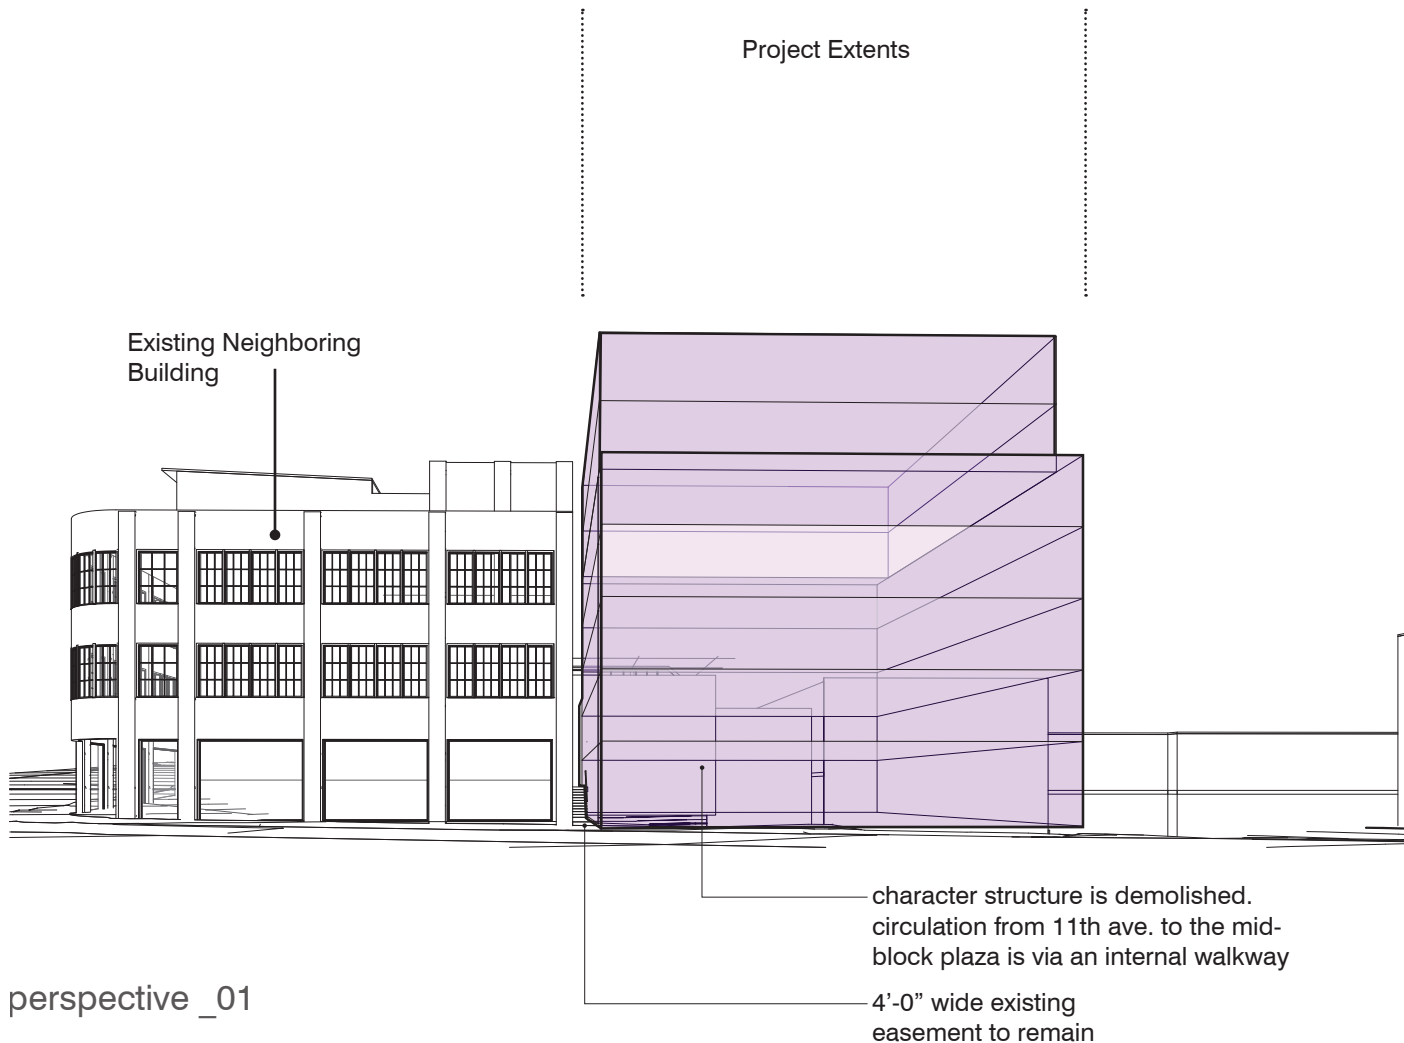 Project Extents
Existing Neighboring
Building
character structure is demolished.
circulation from 11th ave. to the mid-
block plaza is via an internal walkway
4’-0” wide existing
easement to remain
perspective _01